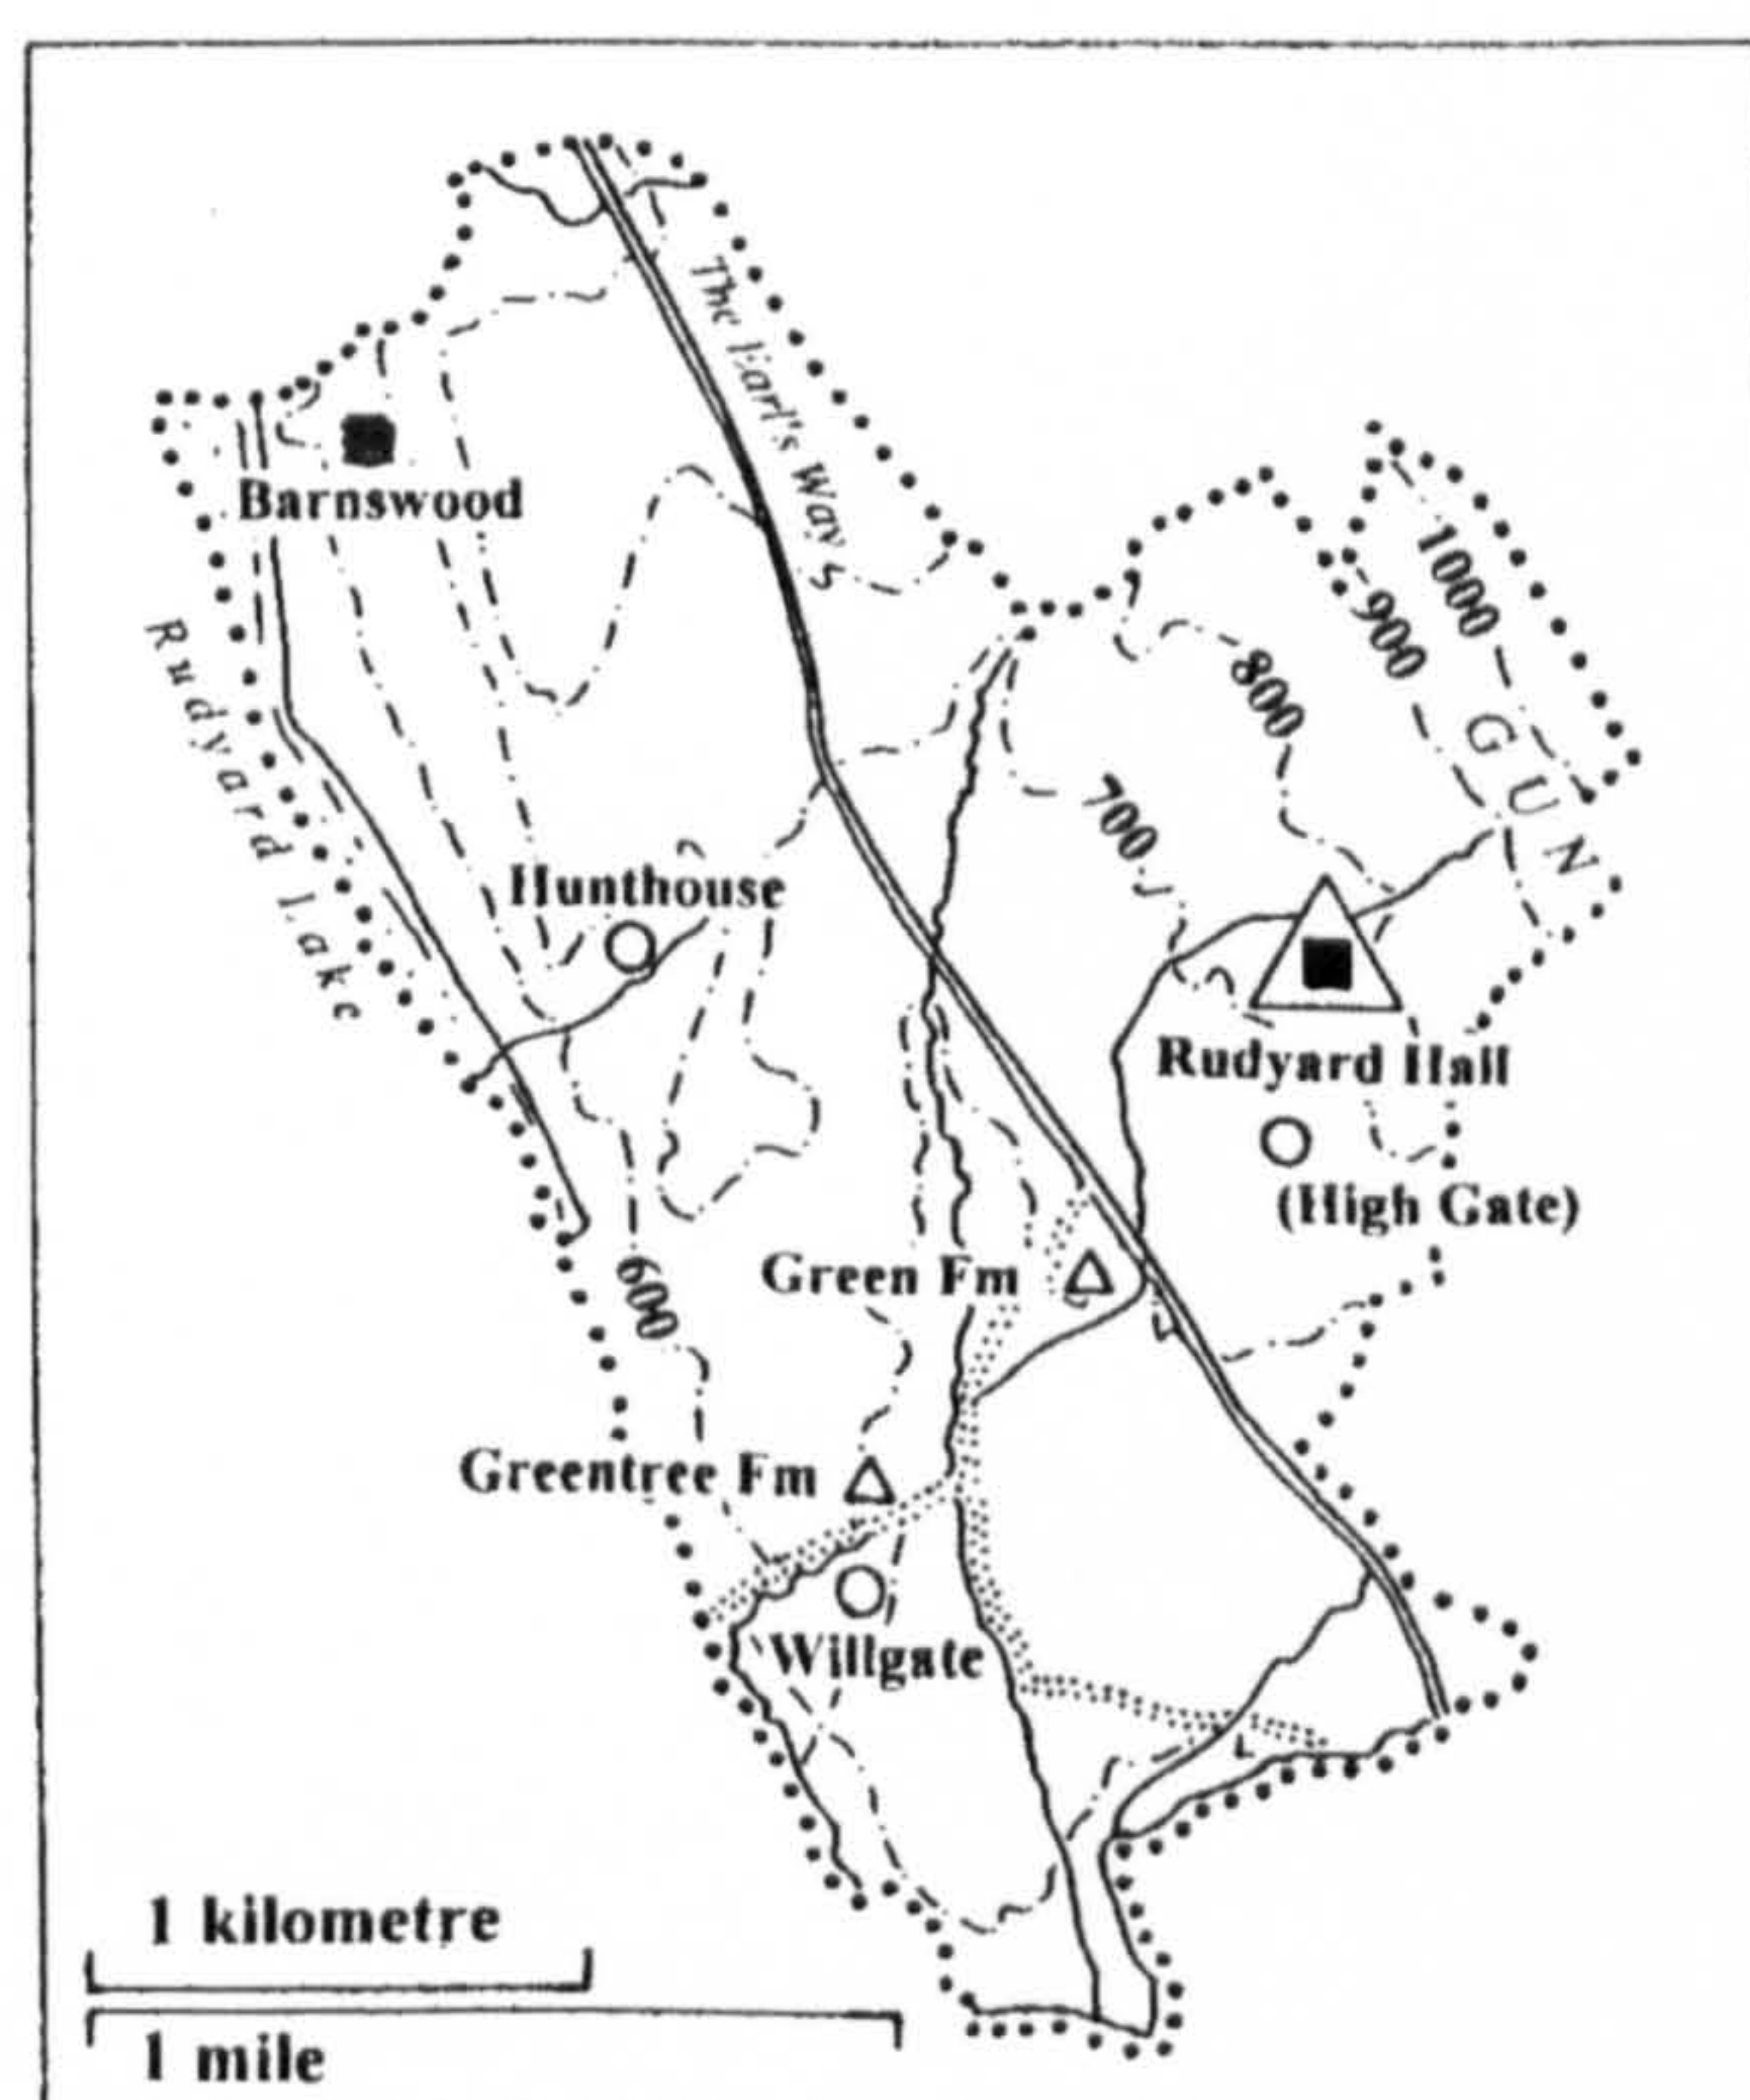 The Earl's Way
Barnswood
1000
900
800
Rudyard Lake
GUN
700
Hunthouse
Rudyard Hall
(High Gate)
Green Fm
600
Greentree Fm
Willgate
1 kilometre
1 mile